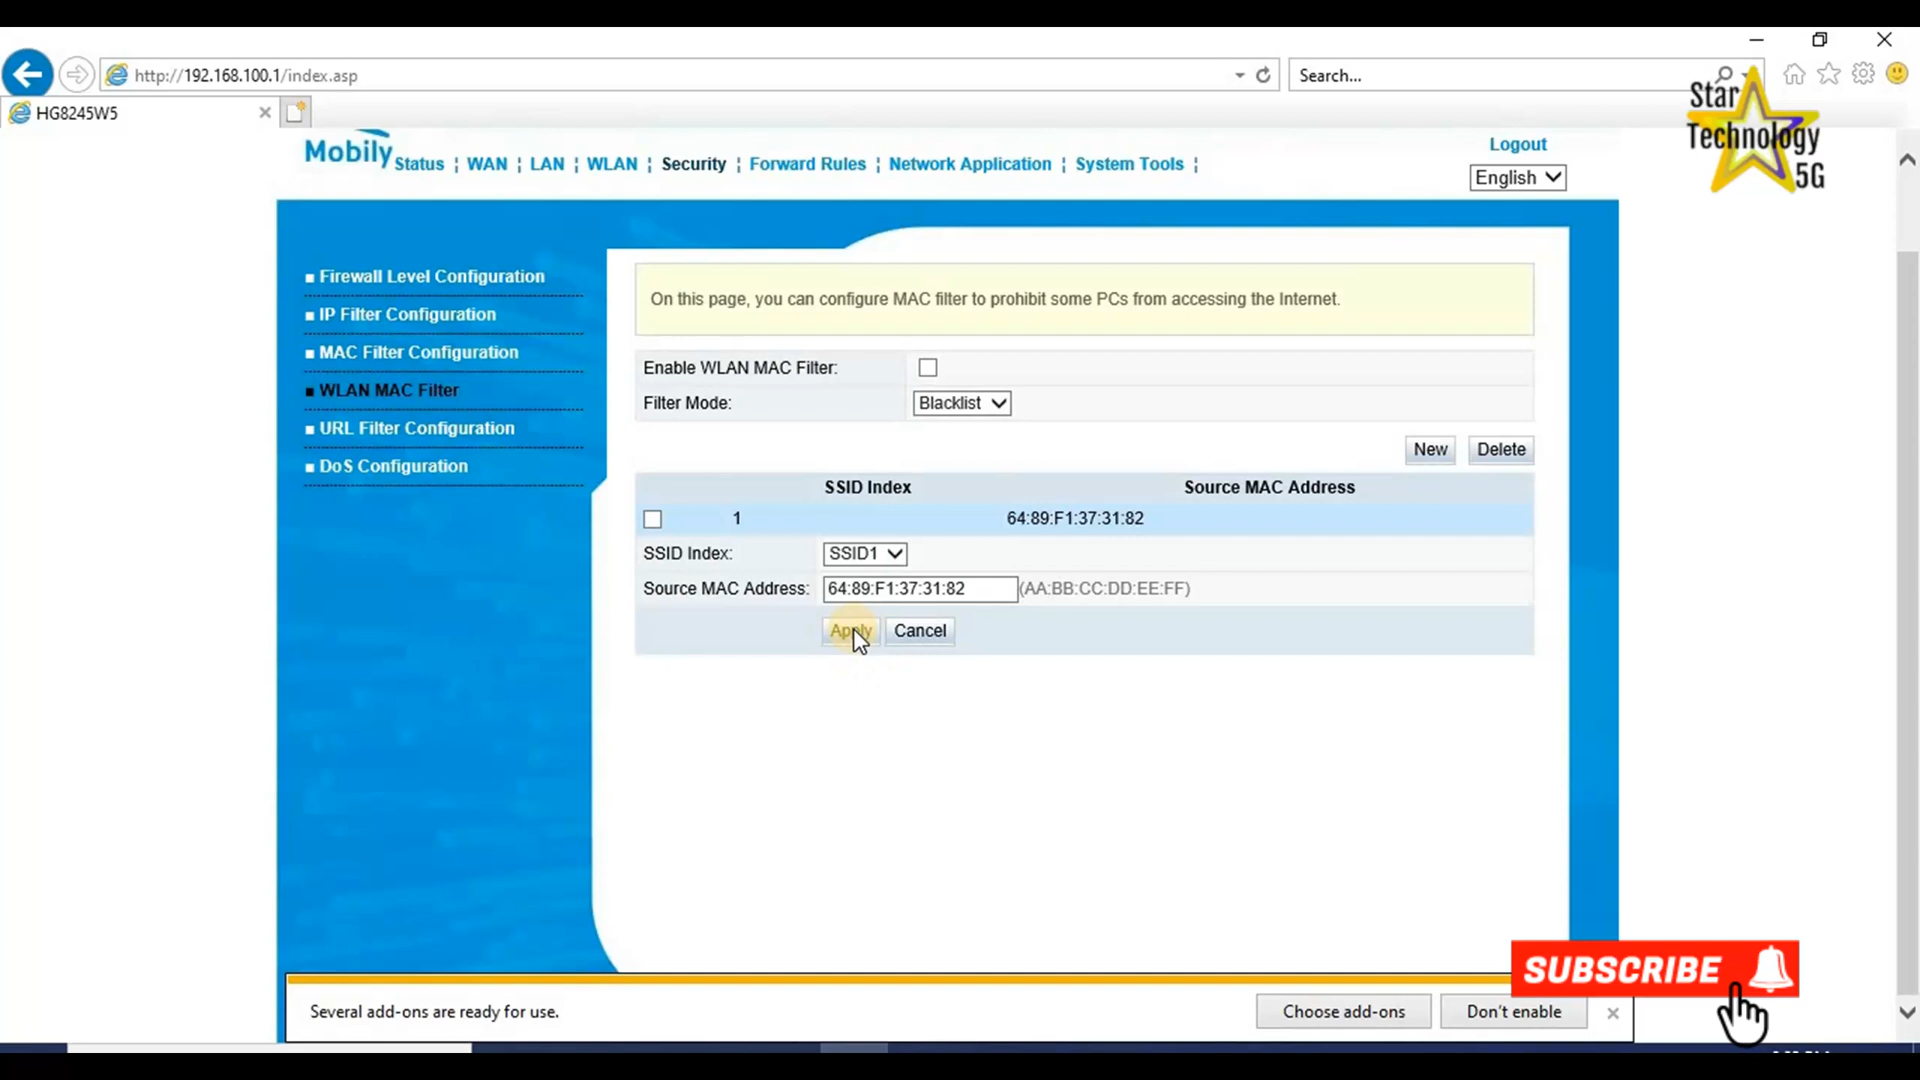 http://192.168.100.1/index.asp
Search...
HG8245W5
Star
Technology
5G
Mobily
Status ¦ WAN ¦ LAN ¦ WLAN ¦ Security ¦ Forward Rules ¦ Network Application ¦ System Tools ¦
Logout
English
Firewall Level Configuration
IP Filter Configuration
MAC Filter Configuration
WLAN MAC Filter
URL Filter Configuration
DoS Configuration
On this page, you can configure MAC filter to prohibit some PCs from accessing the Internet.
Enable WLAN MAC Filter:
Filter Mode: Blacklist
New Delete
SSID Index Source MAC Address
1 64:89:F1:37:31:82
SSID Index: SSID1
Source MAC Address: 64:89:F1:37:31:82 (AA:BB:CC:DD:EE:FF)
Apply Cancel
SUBSCRIBE
Several add-ons are ready for use.
Choose add-ons Don't enable